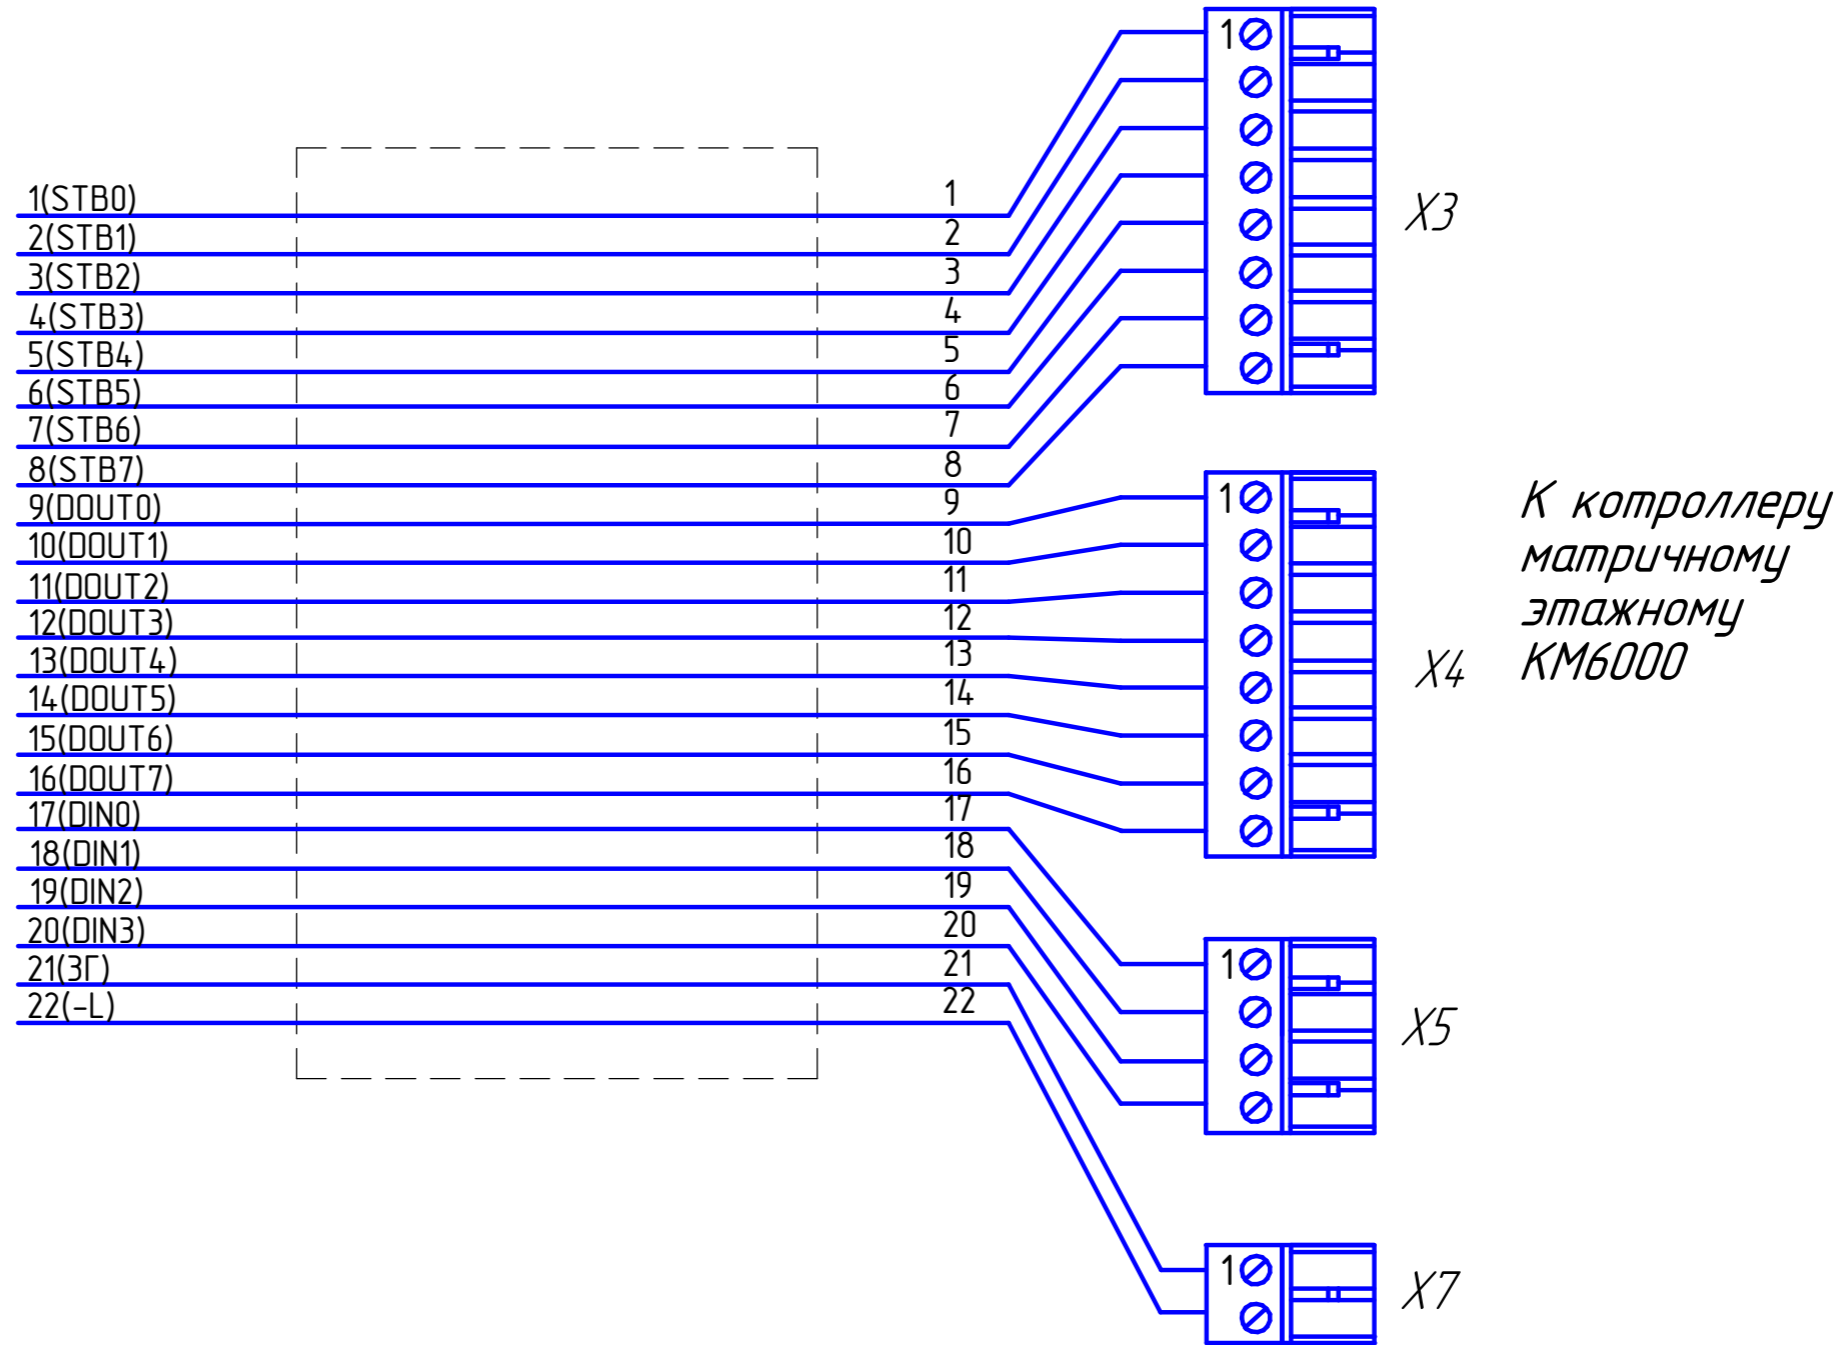 1
1(STB0) 1
2(STB1) 2
X3
3(STB2) 3
4(STB3) 4
5(STB4) 5
6(STB5) 6
7(STB6) 7
8(STB7) 8
9(DOUT0) 9
1
К котроллеру
матричному
этажному
КМ6000
10(DOUT1) 10
11(DOUT2) 11
12(DOUT3) 12
13(DOUT4) 13
X4
14(DOUT5) 14
15(DOUT6) 15
16(DOUT7) 16
17(DIN0) 17
18(DIN1) 18
19(DIN2) 19
20(DIN3) 20
21(ЗГ) 21
1
22(-L) 22
X5
1
X7